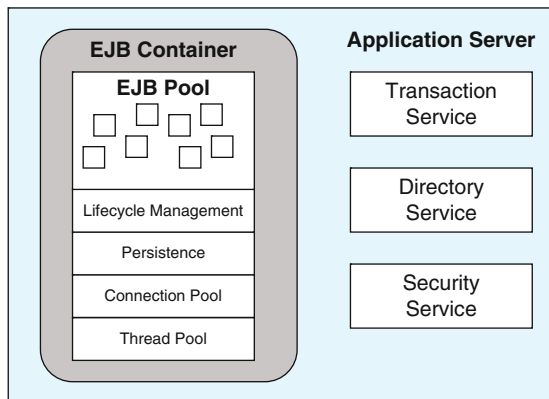 EJB Container
EJB Pool
Lifecycle Management
Persistence
Connection Pool
Thread Pool
Application Server
Transaction
Service
Directory
Service
Security
Service